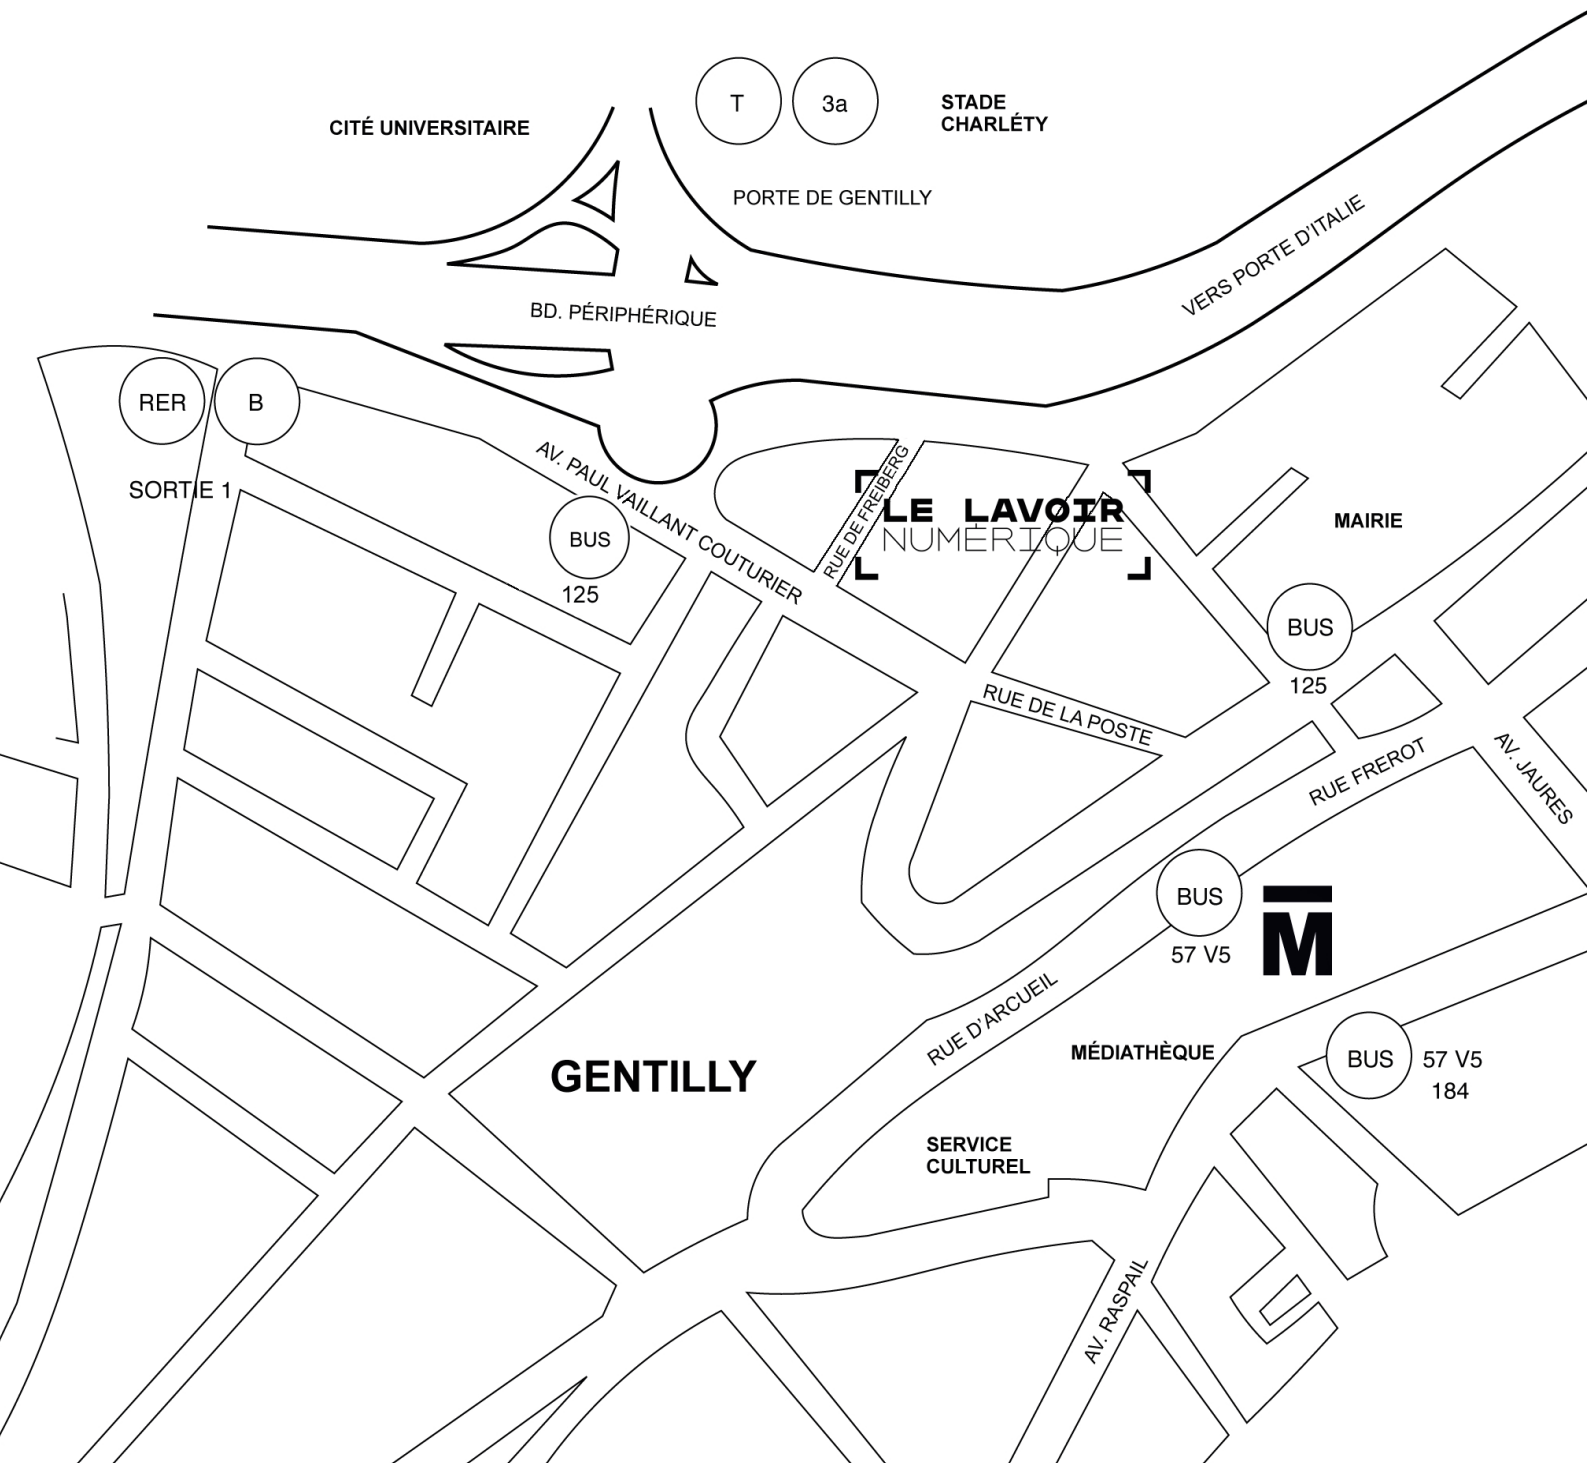 T
3a
STADE
CHARLÉTY
CITÉ UNIVERSITAIRE
PORTE DE GENTILLY
VERS PORTE D'ITALIE
BD. PÉRIPHÉRIQUE
RER
B
SORTIE 1
AV. PAUL VAILLANT COUTURIER
BUS
125
RUE DE FREIBERG
LE LAVOIR
NUMÉRIQUE
MAIRIE
BUS
125
RUE DE LA POSTE
RUE FREROT
AV. JAURES
BUS
57 V5
M
RUE D'ARCUEIL
MÉDIATHÈQUE
BUS
57 V5
184
GENTILLY
SERVICE
CULTUREL
AV. RASPAIL